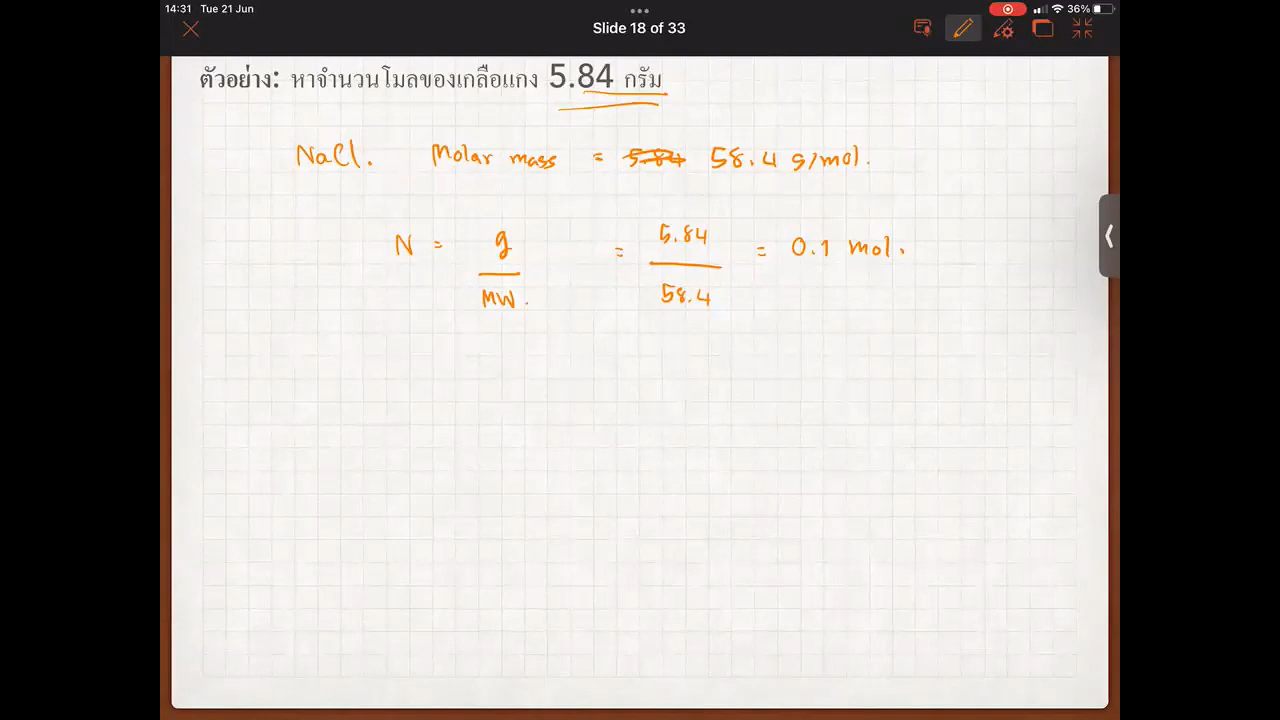 14:31 Tue 21 Jun
36%
Slide 18 of 33
ตัวอย่าง: หาจำนวนโมลของเกลือแกง 5.84 กรัม
NaCl. Molar mass = 5.84 58.4 g/mol.
N = g / MW. = 5.84 / 58.4 = 0.1 mol.